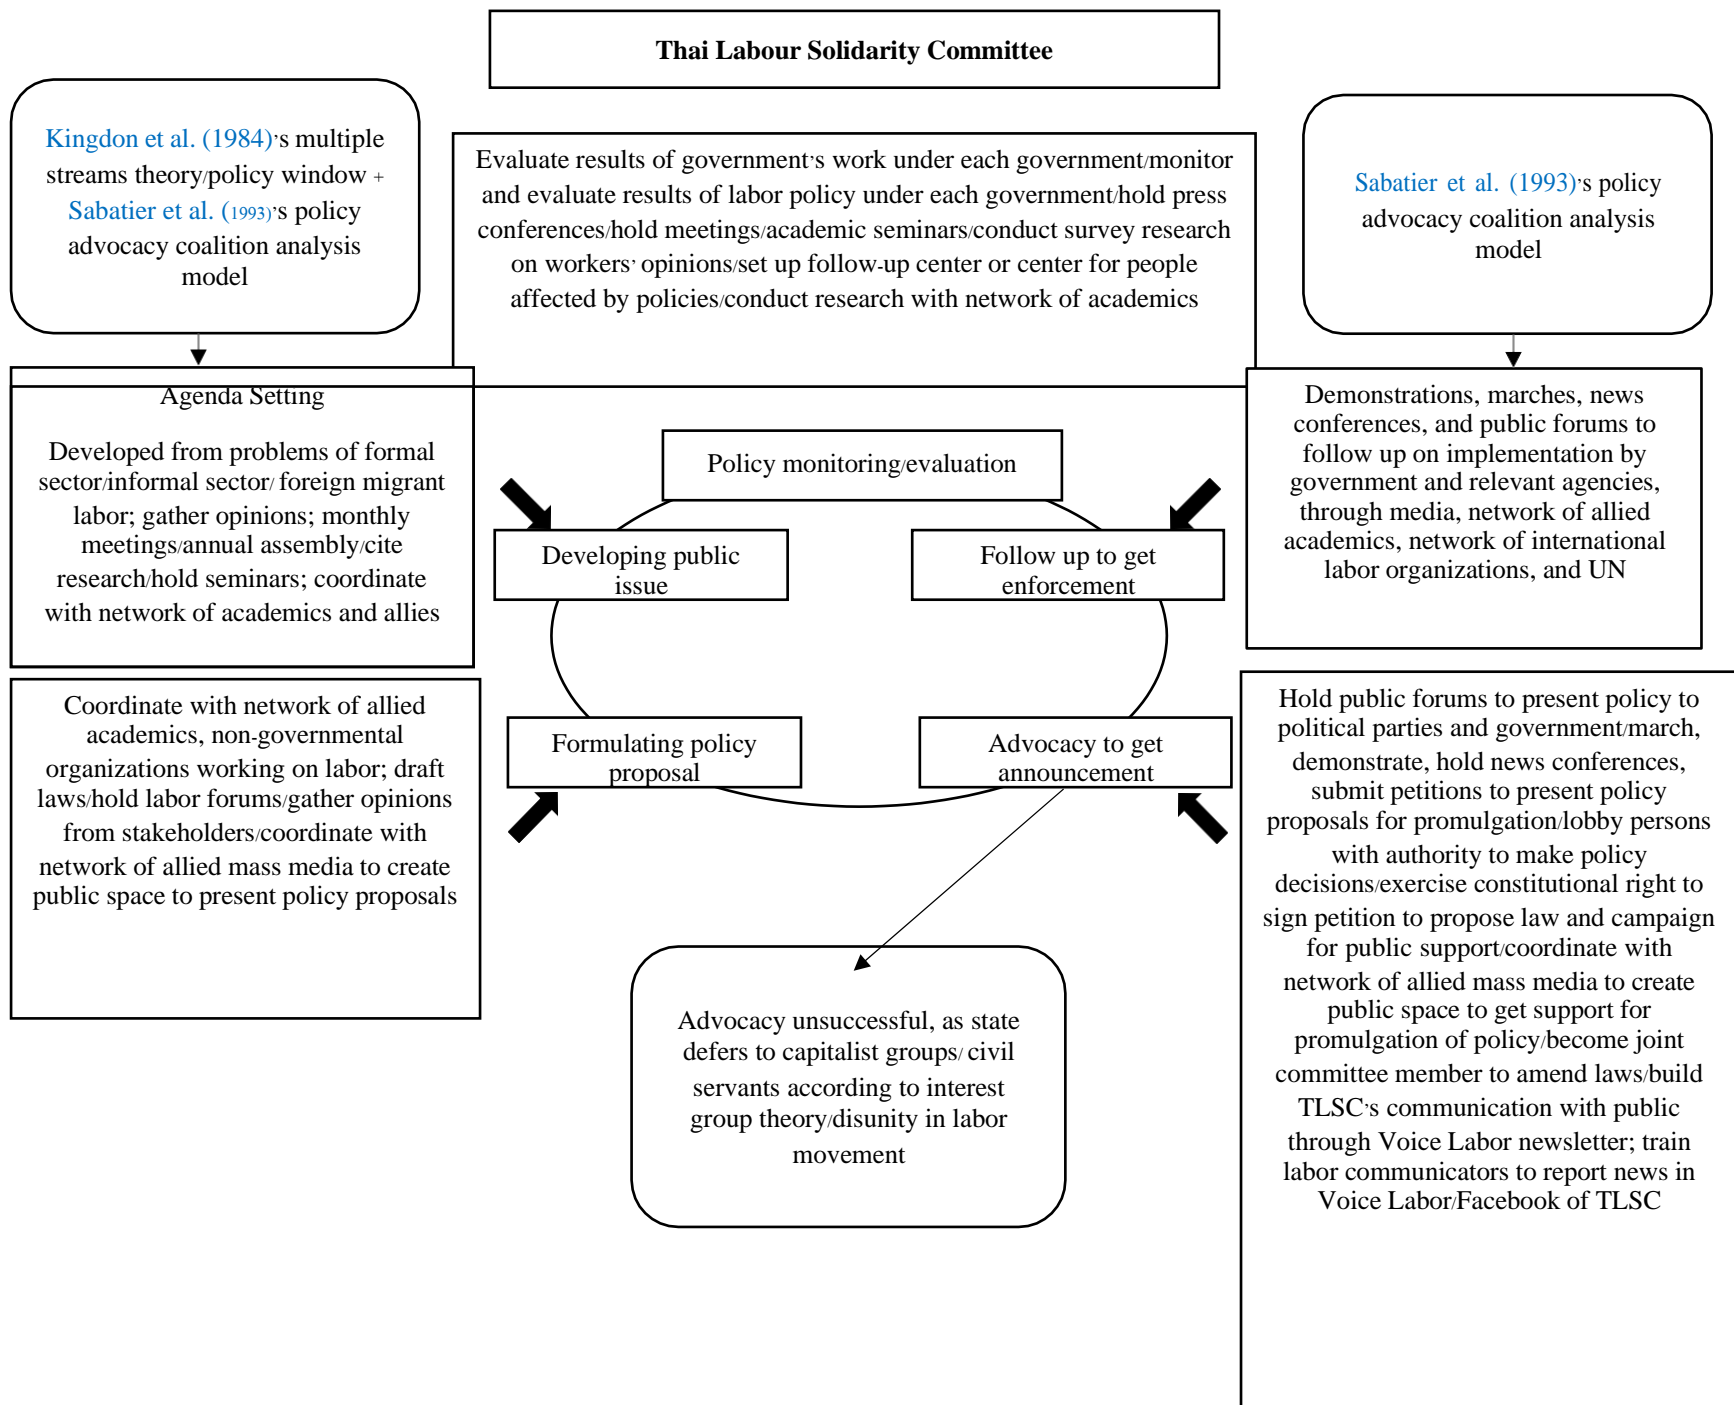 Thai Labour Solidarity Committee
Kingdon et al. (1984)'s multiple
streams theory/policy window +
Sabatier et al. (1993)'s policy
advocacy coalition analysis
model
Evaluate results of government's work under each government/monitor
and evaluate results of labor policy under each government/hold press
conferences/hold meetings/academic seminars/conduct survey research
on workers' opinions/set up follow-up center or center for people
affected by policies/conduct research with network of academics
Sabatier et al. (1993)'s policy
advocacy coalition analysis
model
Agenda Setting
Developed from problems of formal
sector/informal sector/ foreign migrant
labor; gather opinions; monthly
meetings/annual assembly/cite
research/hold seminars; coordinate
with network of academics and allies
Policy monitoring/evaluation
Developing public
issue
Follow up to get
enforcement
Demonstrations, marches, news
conferences, and public forums to
follow up on implementation by
government and relevant agencies,
through media, network of allied
academics, network of international
labor organizations, and UN
Coordinate with network of allied
academics, non-governmental
organizations working on labor; draft
laws/hold labor forums/gather opinions
from stakeholders/coordinate with
network of allied mass media to create
public space to present policy proposals
Formulating policy
proposal
Advocacy to get
announcement
Hold public forums to present policy to
political parties and government/march,
demonstrate, hold news conferences,
submit petitions to present policy
proposals for promulgation/lobby persons
with authority to make policy
decisions/exercise constitutional right to
sign petition to propose law and campaign
for public support/coordinate with
network of allied mass media to create
public space to get support for
promulgation of policy/become joint
committee member to amend laws/build
TLSC's communication with public
through Voice Labor newsletter; train
labor communicators to report news in
Voice Labor/Facebook of TLSC
Advocacy unsuccessful, as state
defers to capitalist groups/ civil
servants according to interest
group theory/disunity in labor
movement